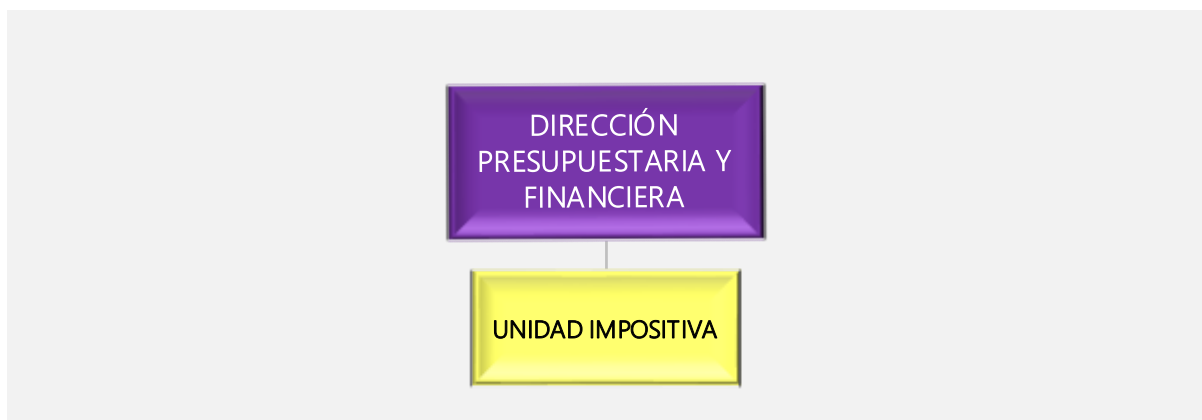 DIRECCIÓN
PRESUPUESTARIA Y
FINANCIERA
UNIDAD IMPOSITIVA